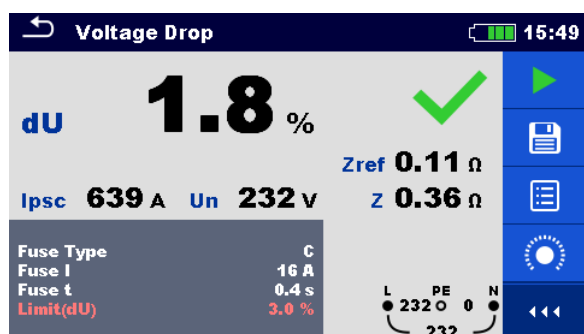 Voltage Drop 15:49
dU 1.8 %
Zref 0.11 Ω
Ipsc 639 A Un 232 V Z 0.36 Ω
Fuse Type C
Fuse I 16 A
Fuse t 0.4 s
Limit(dU) 3.0 %
L PE N
232 0
232